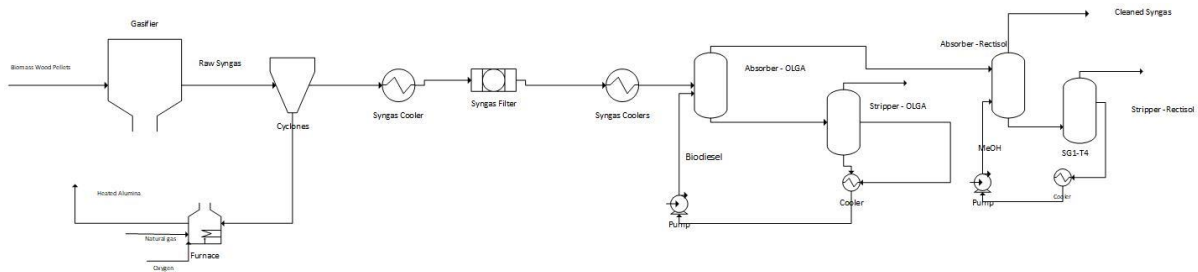 Gasifier
Cleaned Syngas
Absorber -Rectisol
Biomass Wood Pellets
Raw Syngas
Absorber - OLGA
Syngas Cooler
Syngas Filter
Syngas Coolers
Stripper - OLGA
Stripper - Rectisol
Cyclones
MeOH
SG1-T4
Biodiesel
Heated Alumina
Cooler
Pump
Cooler
Pump
Natural gas
Furnace
Oxygen